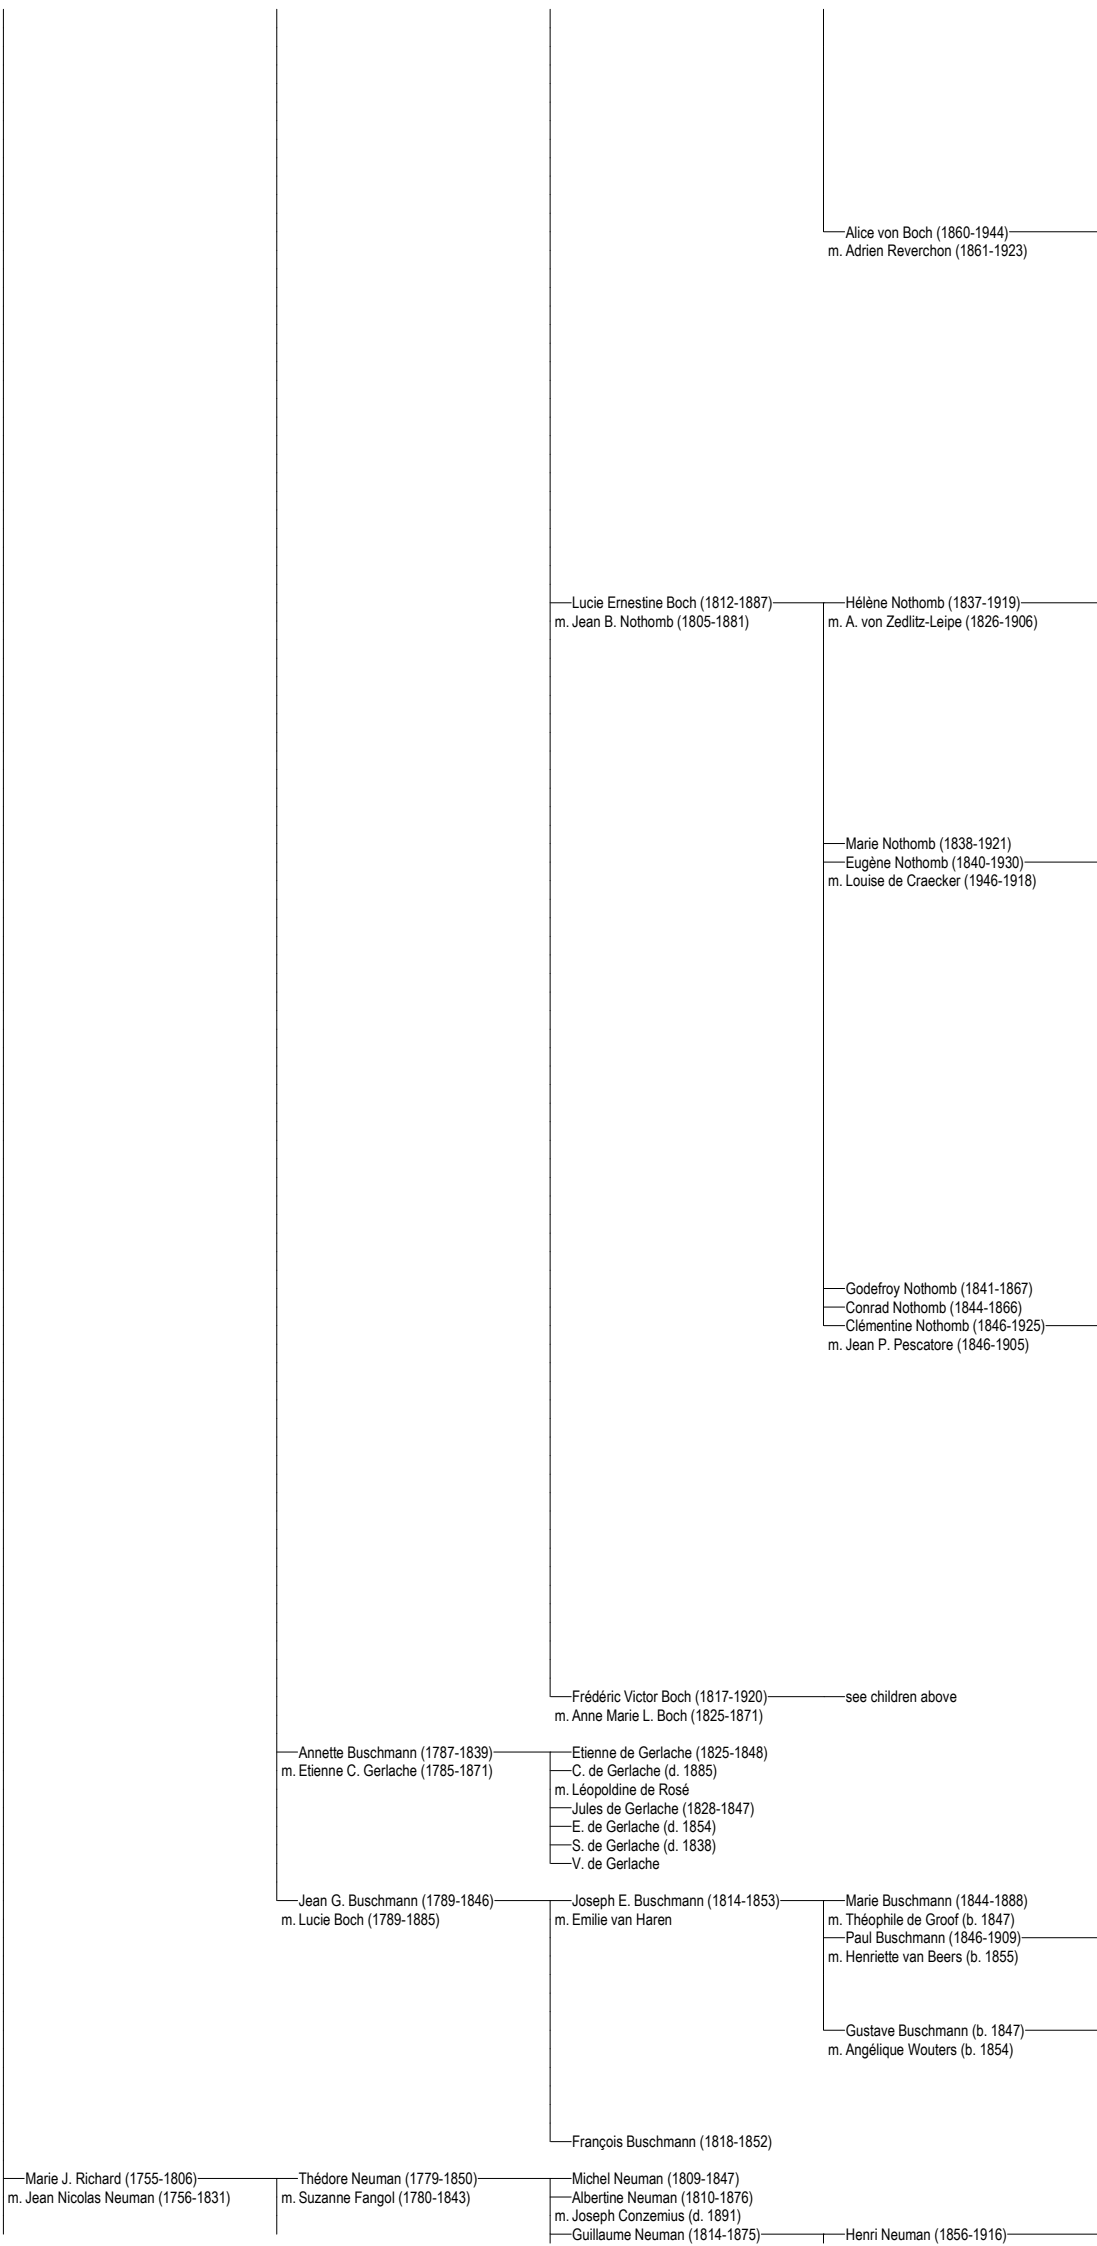 Alice von Boch (1860-1944)
m. Adrien Reverchon (1861-1923)
Lucie Ernestine Boch (1812-1887)
m. Jean B. Nothomb (1805-1881)
Hélène Nothomb (1837-1919)
m. A. von Zedlitz-Leipe (1826-1906)
Marie Nothomb (1838-1921)
Eugène Nothomb (1840-1930)
m. Louise de Craecker (1946-1918)
Godefroy Nothomb (1841-1867)
Conrad Nothomb (1844-1866)
Clémentine Nothomb (1846-1925)
m. Jean P. Pescatore (1846-1905)
Frédéric Victor Boch (1817-1920)
m. Anne Marie L. Boch (1825-1871)
see children above
Annette Buschmann (1787-1839)
m. Etienne C. Gerlache (1785-1871)
Etienne de Gerlache (1825-1848)
C. de Gerlache (d. 1885)
m. Léopoldine de Rosé
Jules de Gerlache (1828-1847)
E. de Gerlache (d. 1854)
S. de Gerlache (d. 1838)
V. de Gerlache
Jean G. Buschmann (1789-1846)
m. Lucie Boch (1789-1885)
Joseph E. Buschmann (1814-1853)
m. Emilie van Haren
Marie Buschmann (1844-1888)
m. Théophile de Groof (b. 1847)
Paul Buschmann (1846-1909)
m. Henriette van Beers (b. 1855)
Gustave Buschmann (b. 1847)
m. Angélique Wouters (b. 1854)
François Buschmann (1818-1852)
Marie J. Richard (1755-1806)
m. Jean Nicolas Neuman (1756-1831)
Thédore Neuman (1779-1850)
m. Suzanne Fangol (1780-1843)
Michel Neuman (1809-1847)
Albertine Neuman (1810-1876)
m. Joseph Conzemius (d. 1891)
Guillaume Neuman (1814-1875)
Henri Neuman (1856-1916)